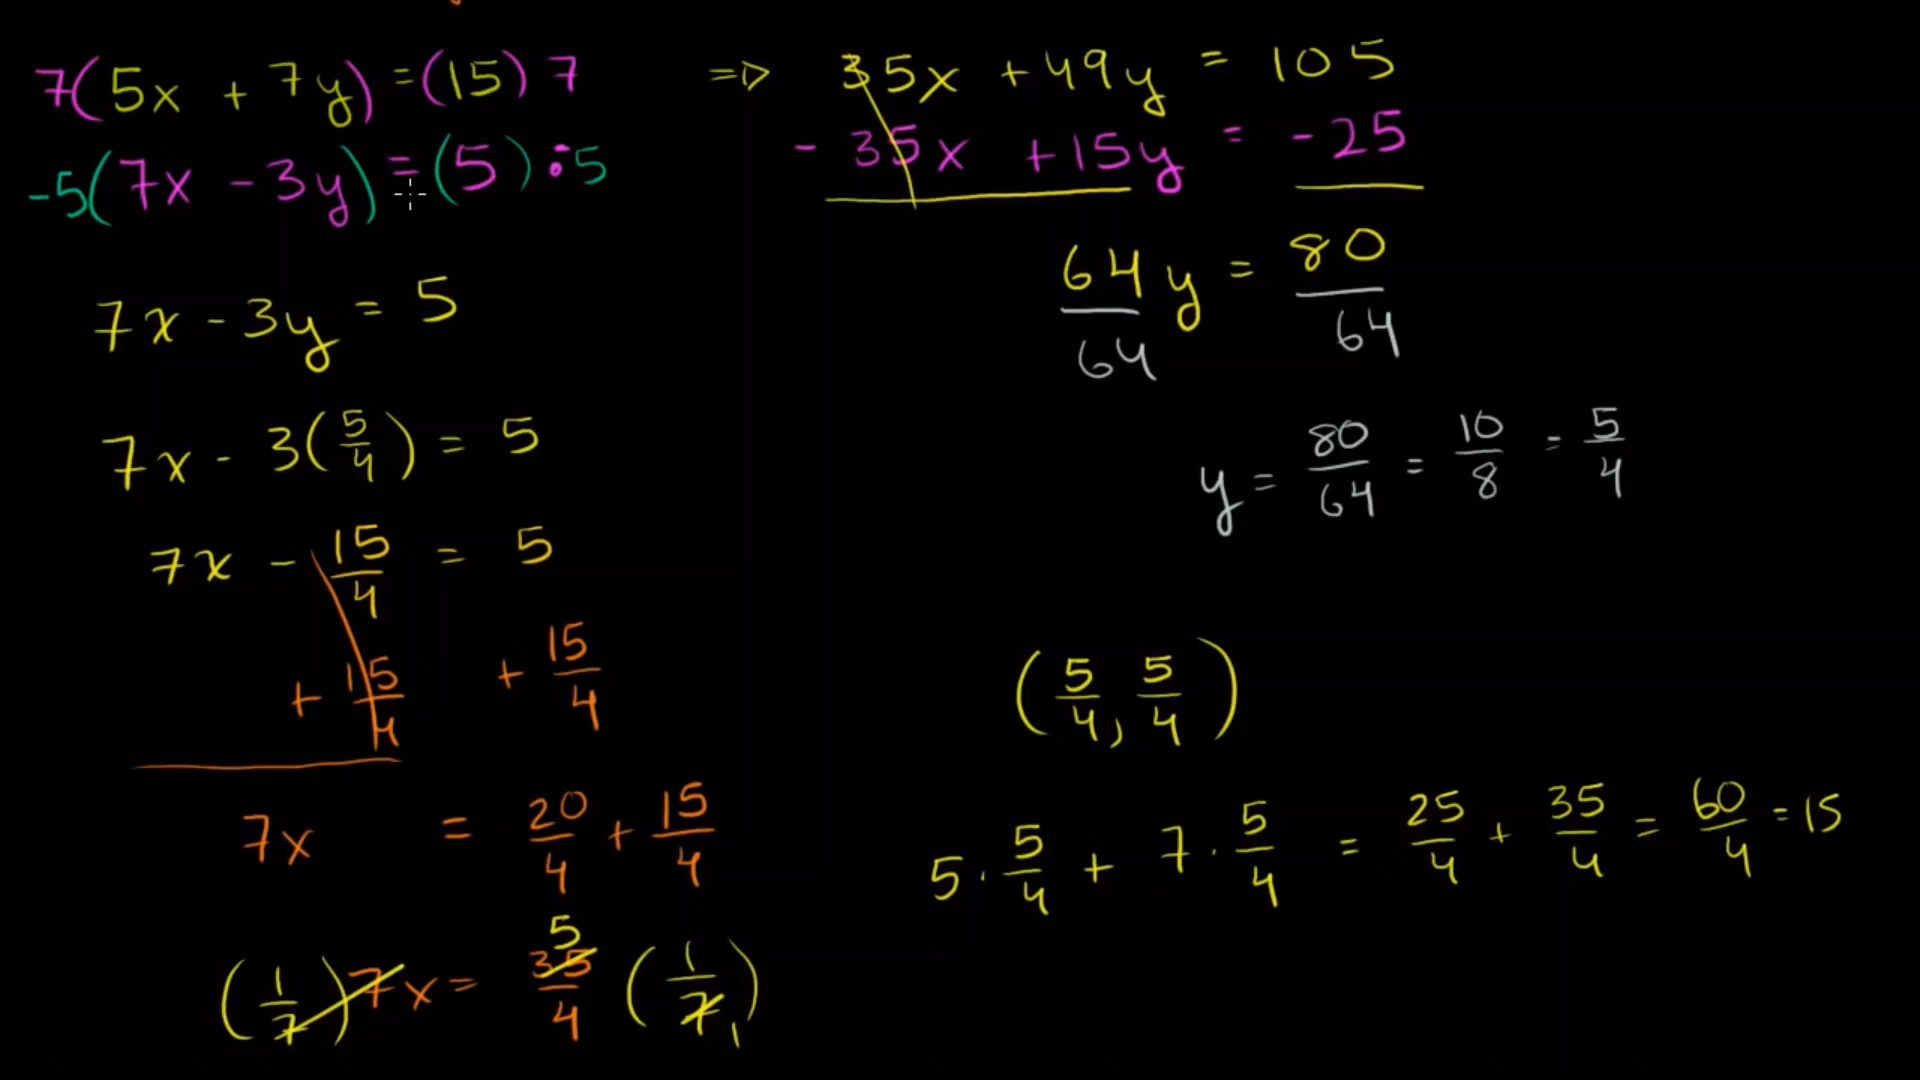 7(5x + 7y) = (15) 7
-5(7x - 3y) = (5) · 5
7x - 3y = 5
7x - 3(5/4) = 5
7x - 15/4 = 5
+ 15/4 + 15/4
7x = 20/4 + 15/4
(1/7) 7x = 35/4 (1/7)
5
1
=> 35x + 49y = 105
- 35x + 15y = -25
64/64 y = 80/64
y = 80/64 = 10/8 = 5/4
(5/4, 5/4)
5 · 5/4 + 7 · 5/4 = 25/4 + 35/4 = 60/4 = 15